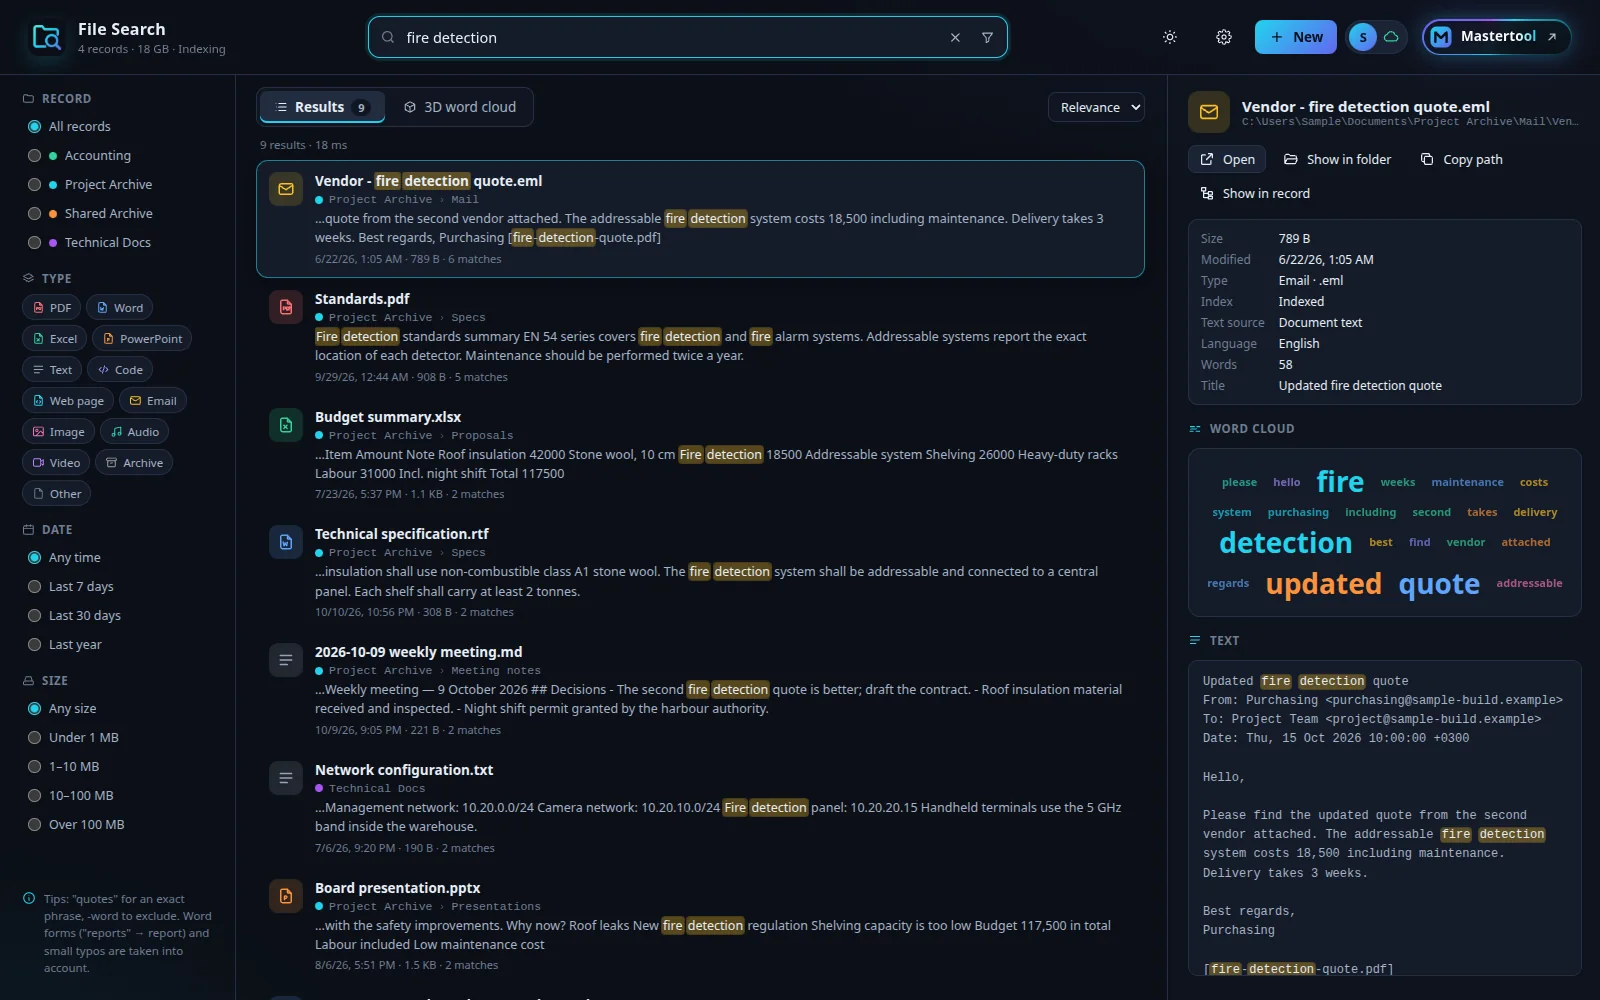 File Search
4 records · 18 GB · Indexing
fire detection
New
S
Mastertool
RECORD
All records
Accounting
Project Archive
Shared Archive
Technical Docs
TYPE
PDF
Word
Excel
PowerPoint
Text
Code
Web page
Email
Image
Audio
Video
Archive
Other
DATE
Any time
Last 7 days
Last 30 days
Last year
SIZE
Any size
Under 1 MB
1–10 MB
10–100 MB
Over 100 MB
Tips: "quotes" for an exact
phrase, -word to exclude. Word
forms ("reports" → report) and
small typos are taken into
account.
Results 9
3D word cloud
Relevance
9 results · 18 ms
Vendor - fire detection quote.eml
Project Archive › Mail
...quote from the second vendor attached. The addressable fire detection system costs 18,500 including maintenance. Delivery takes 3
weeks. Best regards, Purchasing [fire-detection-quote.pdf]
6/22/26, 1:05 AM · 789 B · 6 matches
Standards.pdf
Project Archive › Specs
Fire detection standards summary EN 54 series covers fire detection and fire alarm systems. Addressable systems report the exact
location of each detector. Maintenance should be performed twice a year.
9/29/26, 12:44 AM · 908 B · 5 matches
Budget summary.xlsx
Project Archive › Proposals
...Item Amount Note Roof insulation 42000 Stone wool, 10 cm Fire detection 18500 Addressable system Shelving 26000 Heavy-duty racks
Labour 31000 Incl. night shift Total 117500
7/23/26, 5:37 PM · 1.1 KB · 2 matches
Technical specification.rtf
Project Archive › Specs
...insulation shall use non-combustible class A1 stone wool. The fire detection system shall be addressable and connected to a central
panel. Each shelf shall carry at least 2 tonnes.
10/10/26, 10:56 PM · 308 B · 2 matches
2026-10-09 weekly meeting.md
Project Archive › Meeting notes
...Weekly meeting — 9 October 2026 ## Decisions - The second fire detection quote is better; draft the contract. - Roof insulation material
received and inspected. - Night shift permit granted by the harbour authority.
10/9/26, 9:05 PM · 221 B · 2 matches
Network configuration.txt
Technical Docs
...Management network: 10.20.0.0/24 Camera network: 10.20.10.0/24 Fire detection panel: 10.20.20.15 Handheld terminals use the 5 GHz
band inside the warehouse.
7/6/26, 9:20 PM · 190 B · 2 matches
Board presentation.pptx
Project Archive › Presentations
...with the safety improvements. Why now? Roof leaks New fire detection regulation Shelving capacity is too low Budget 117,500 in total
Labour included Low maintenance cost
8/6/26, 5:51 PM · 1.5 KB · 2 matches
Vendor - fire detection quote.eml
C:\Users\Sample\Documents\Project Archive\Mail\Ven…
Open
Show in folder
Copy path
Show in record
Size 789 B
Modified 6/22/26, 1:05 AM
Type Email · .eml
Index Indexed
Text source Document text
Language English
Words 58
Title Updated fire detection quote
WORD CLOUD
please hello fire weeks maintenance costs
system purchasing including second takes delivery
detection best find vendor attached
regards updated quote addressable
TEXT
Updated fire detection quote
From: Purchasing <purchasing@sample-build.example>
To: Project Team <project@sample-build.example>
Date: Thu, 15 Oct 2026 10:00:00 +0300
Hello,
Please find the updated quote from the second
vendor attached. The addressable fire detection
system costs 18,500 including maintenance.
Delivery takes 3 weeks.
Best regards,
Purchasing
[fire-detection-quote.pdf]